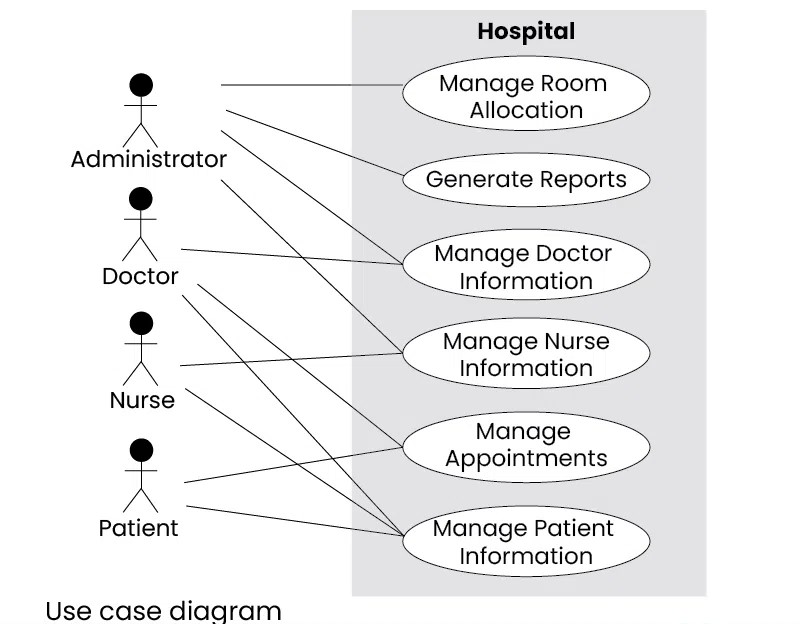 Hospital
Manage Room
Allocation
Administrator
Generate Reports
Doctor
Manage Doctor
Information
Nurse
Manage Nurse
Information
Patient
Manage
Appointments
Manage Patient
Information
Use case diagram